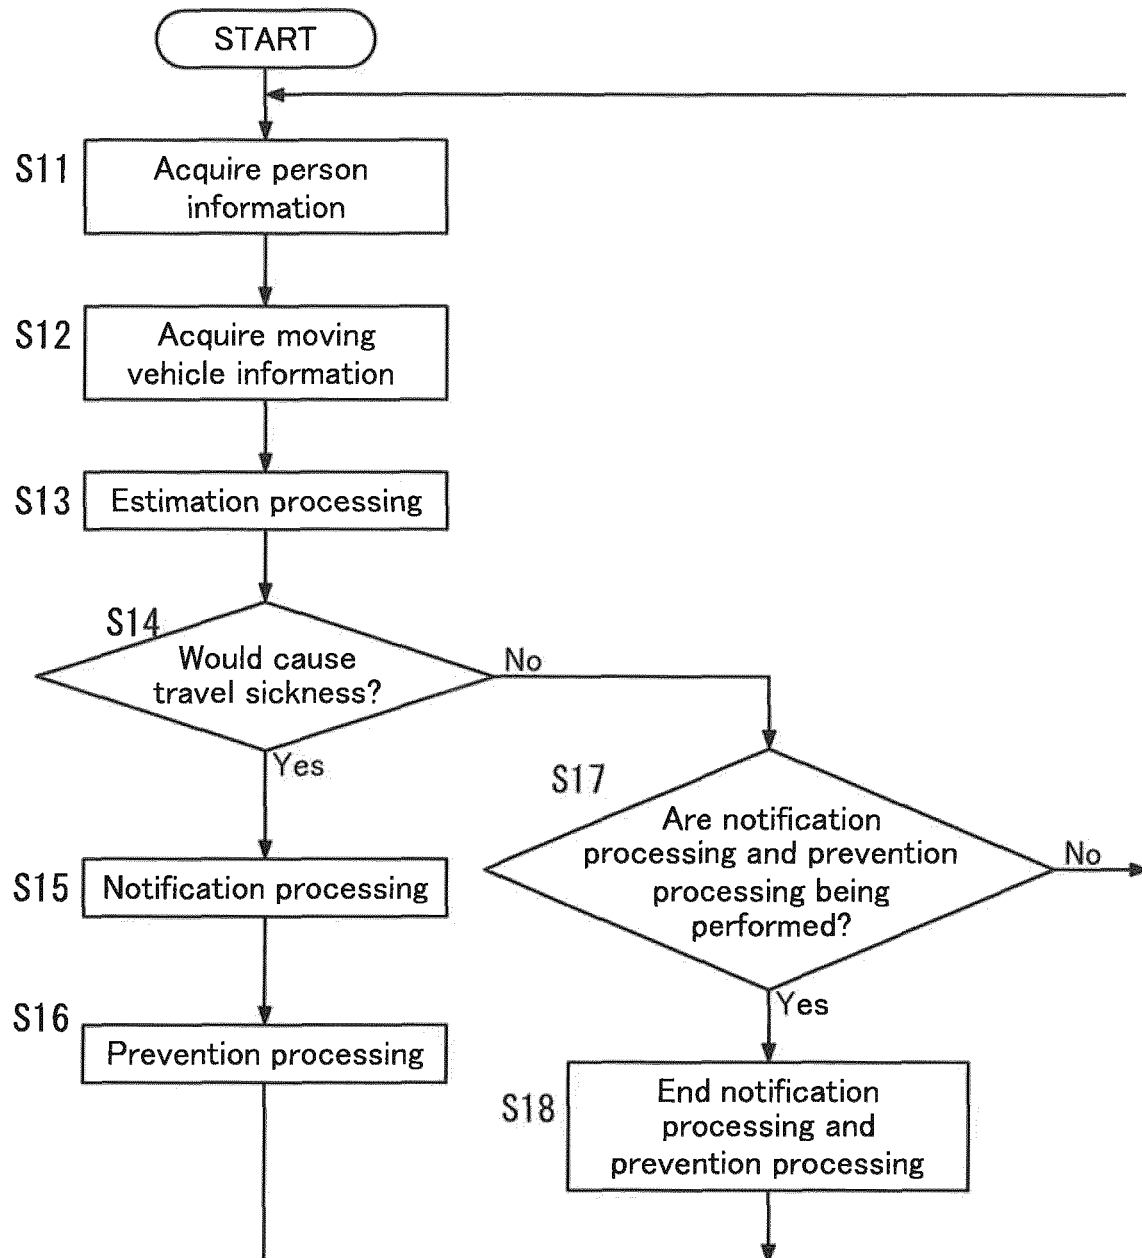 START
S11
Acquire person
information
S12
Acquire moving
vehicle information
S13
Estimation processing
S14
Would cause
travel sickness?
No
Yes
S17
Are notification
processing and prevention
processing being
performed?
No
Yes
S15
Notification processing
S16
Prevention processing
S18
End notification
processing and
prevention processing